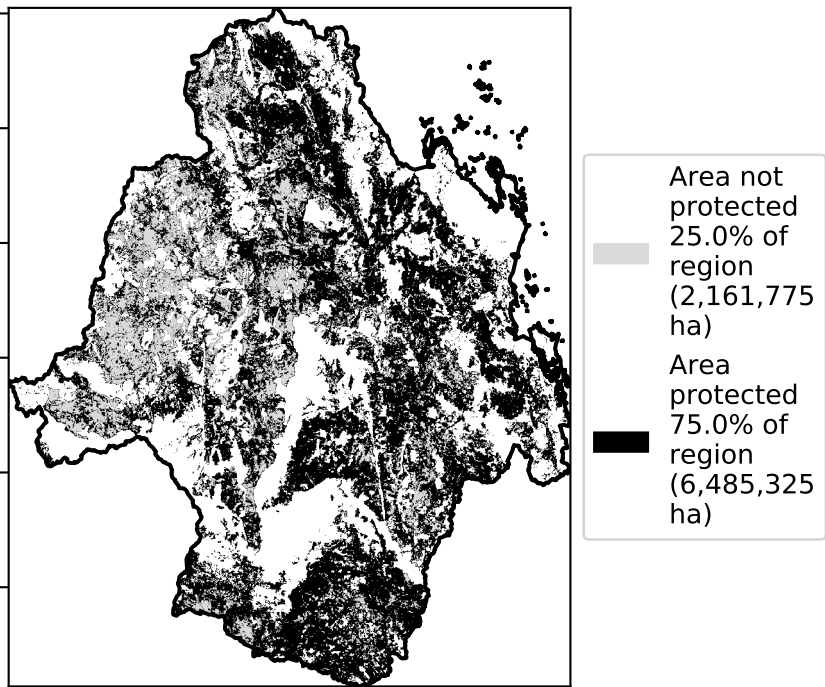 Area not
protected
25.0% of
region
(2,161,775
ha)
Area
protected
75.0% of
region
(6,485,325
ha)